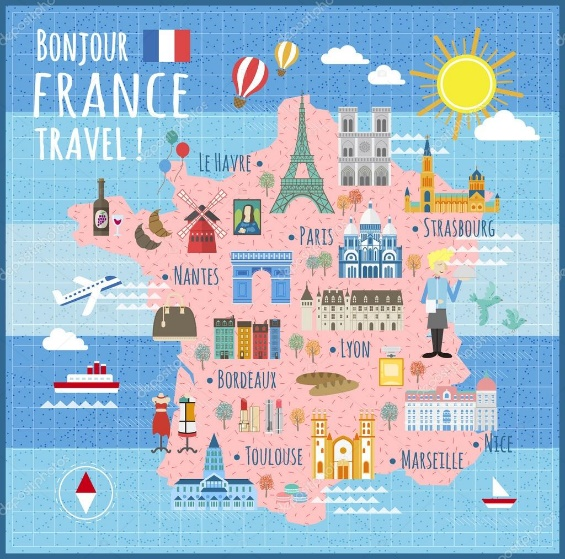 BONJOUR
FRANCE
TRAVEL!
LE HAVRE
PARIS
STRASBOURG
NANTES
LYON
BORDEAUX
TOULOUSE
MARSEILLE
NICE